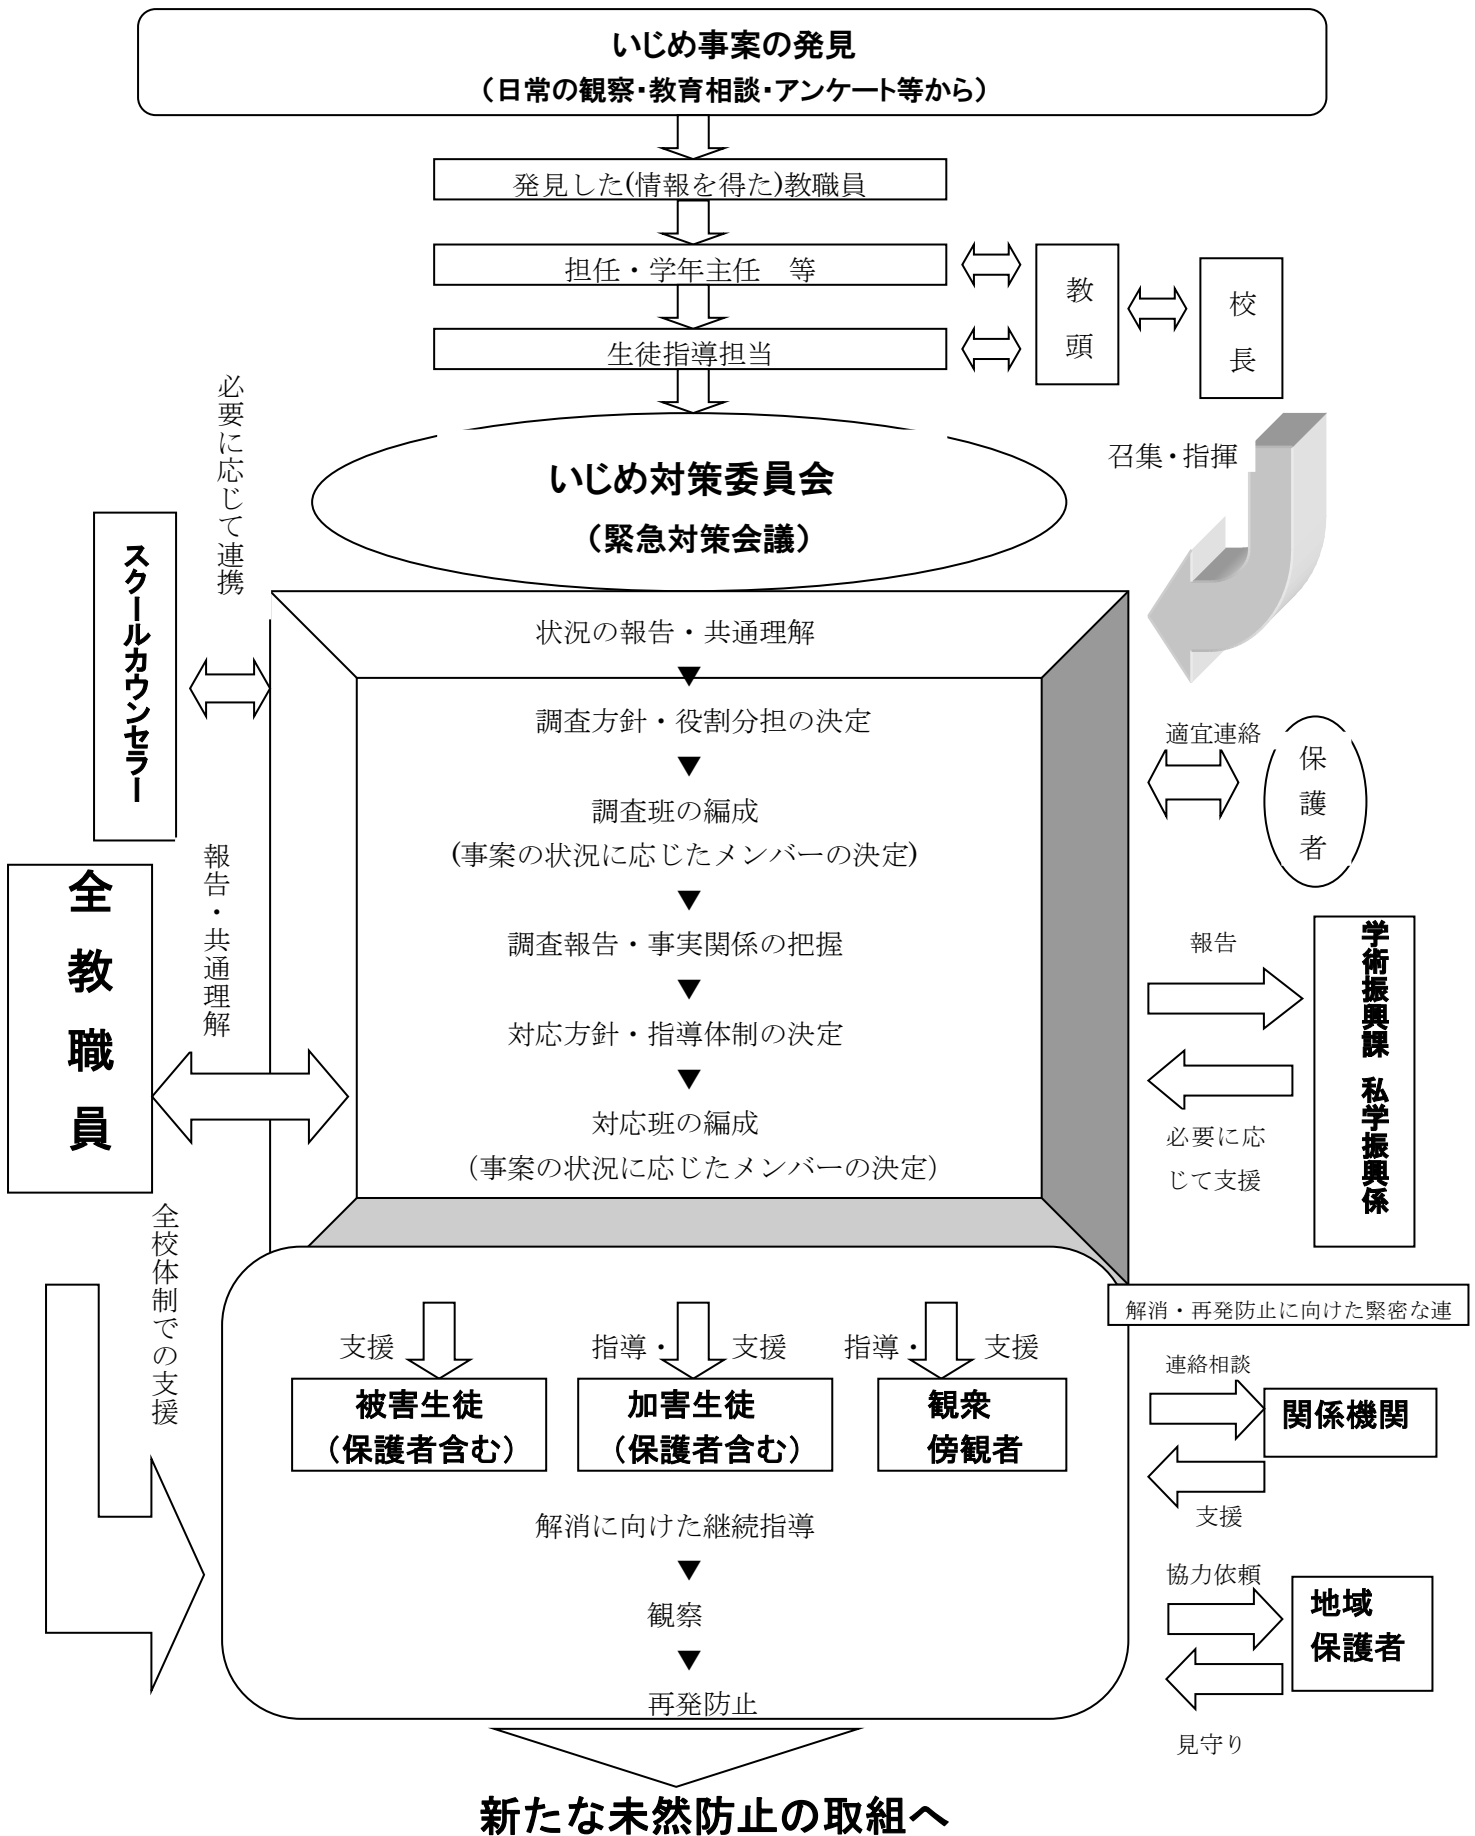 いじめ事案の発見
（日常の観察・教育相談・アンケート等から）
発見した(情報を得た)教職員
担任・学年主任　等
生徒指導担当
教頭
校長
召集・指揮
いじめ対策委員会
（緊急対策会議）
必要に応じて連携
スクールカウンセラー
状況の報告・共通理解
▼
調査方針・役割分担の決定
▼
調査班の編成
(事案の状況に応じたメンバーの決定)
▼
調査報告・事実関係の把握
▼
対応方針・指導体制の決定
▼
対応班の編成
（事案の状況に応じたメンバーの決定）
適宜連絡
保護者
報告・共通理解
全教職員
報告
学術振興課　私学振興係
必要に応
じて支援
全校体制での支援
解消・再発防止に向けた緊密な連
支援
指導・
支援
指導・
支援
被害生徒
（保護者含む）
加害生徒
（保護者含む）
観衆
傍観者
連絡相談
関係機関
支援
解消に向けた継続指導
▼
観察
▼
再発防止
協力依頼
地域
保護者
見守り
新たな未然防止の取組へ